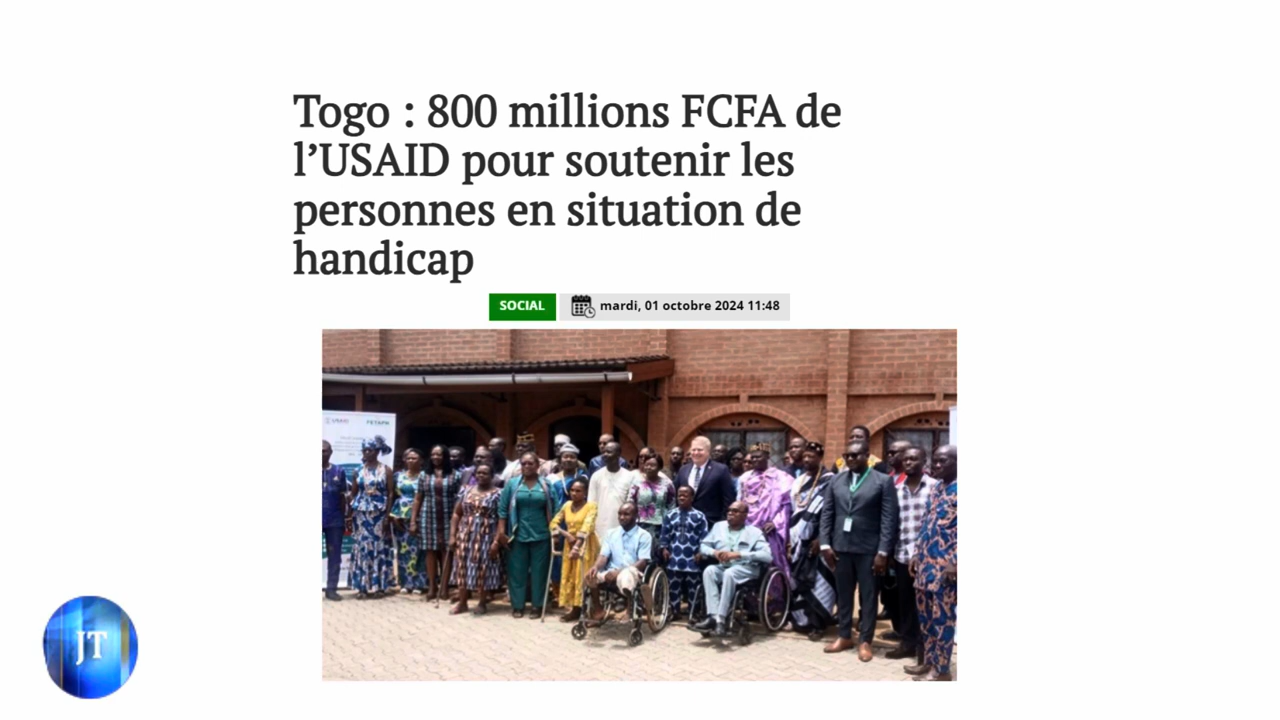 Togo : 800 millions FCFA de
l’USAID pour soutenir les
personnes en situation de
handicap
SOCIAL
mardi, 01 octobre 2024 11:48
USAID
JT